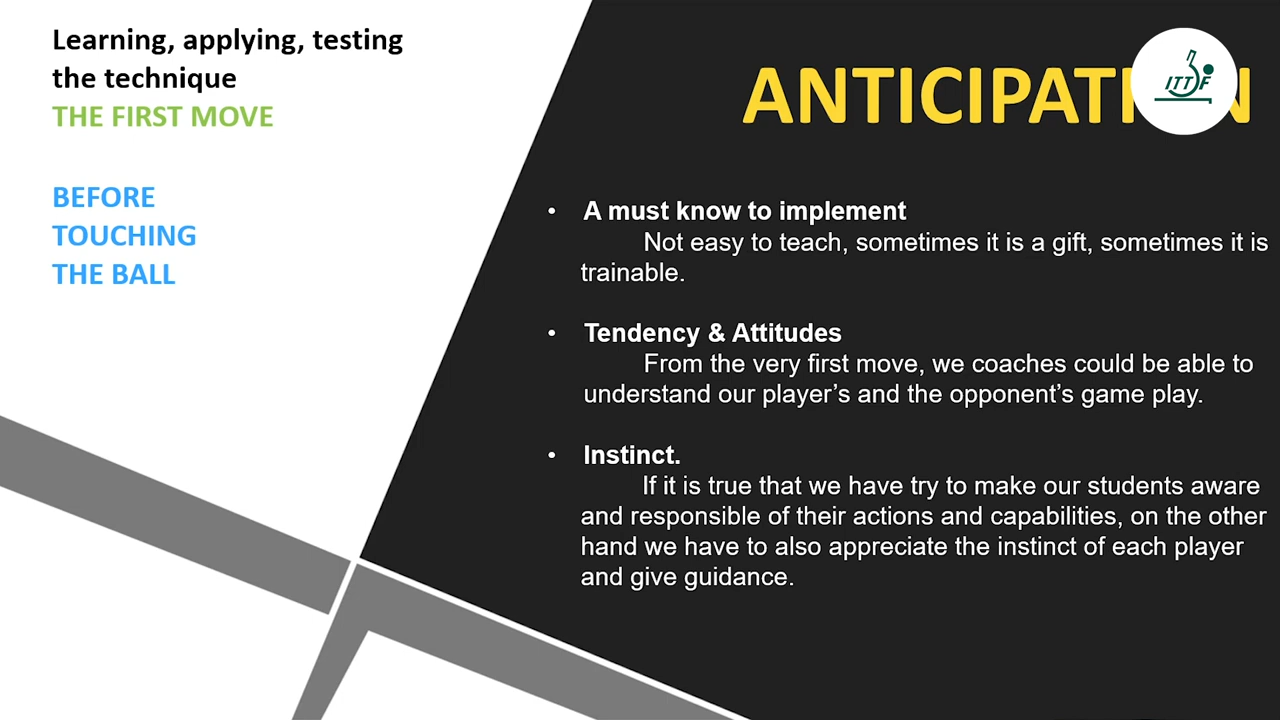 Learning, applying, testing
the technique
THE FIRST MOVE
BEFORE
TOUCHING
THE BALL
ITTF
• A must know to implement
Not easy to teach, sometimes it is a gift, sometimes it is
trainable.
• Tendency & Attitudes
From the very first move, we coaches could be able to
understand our player’s and the opponent’s game play.
• Instinct.
If it is true that we have try to make our students aware
and responsible of their actions and capabilities, on the other
hand we have to also appreciate the instinct of each player
and give guidance.